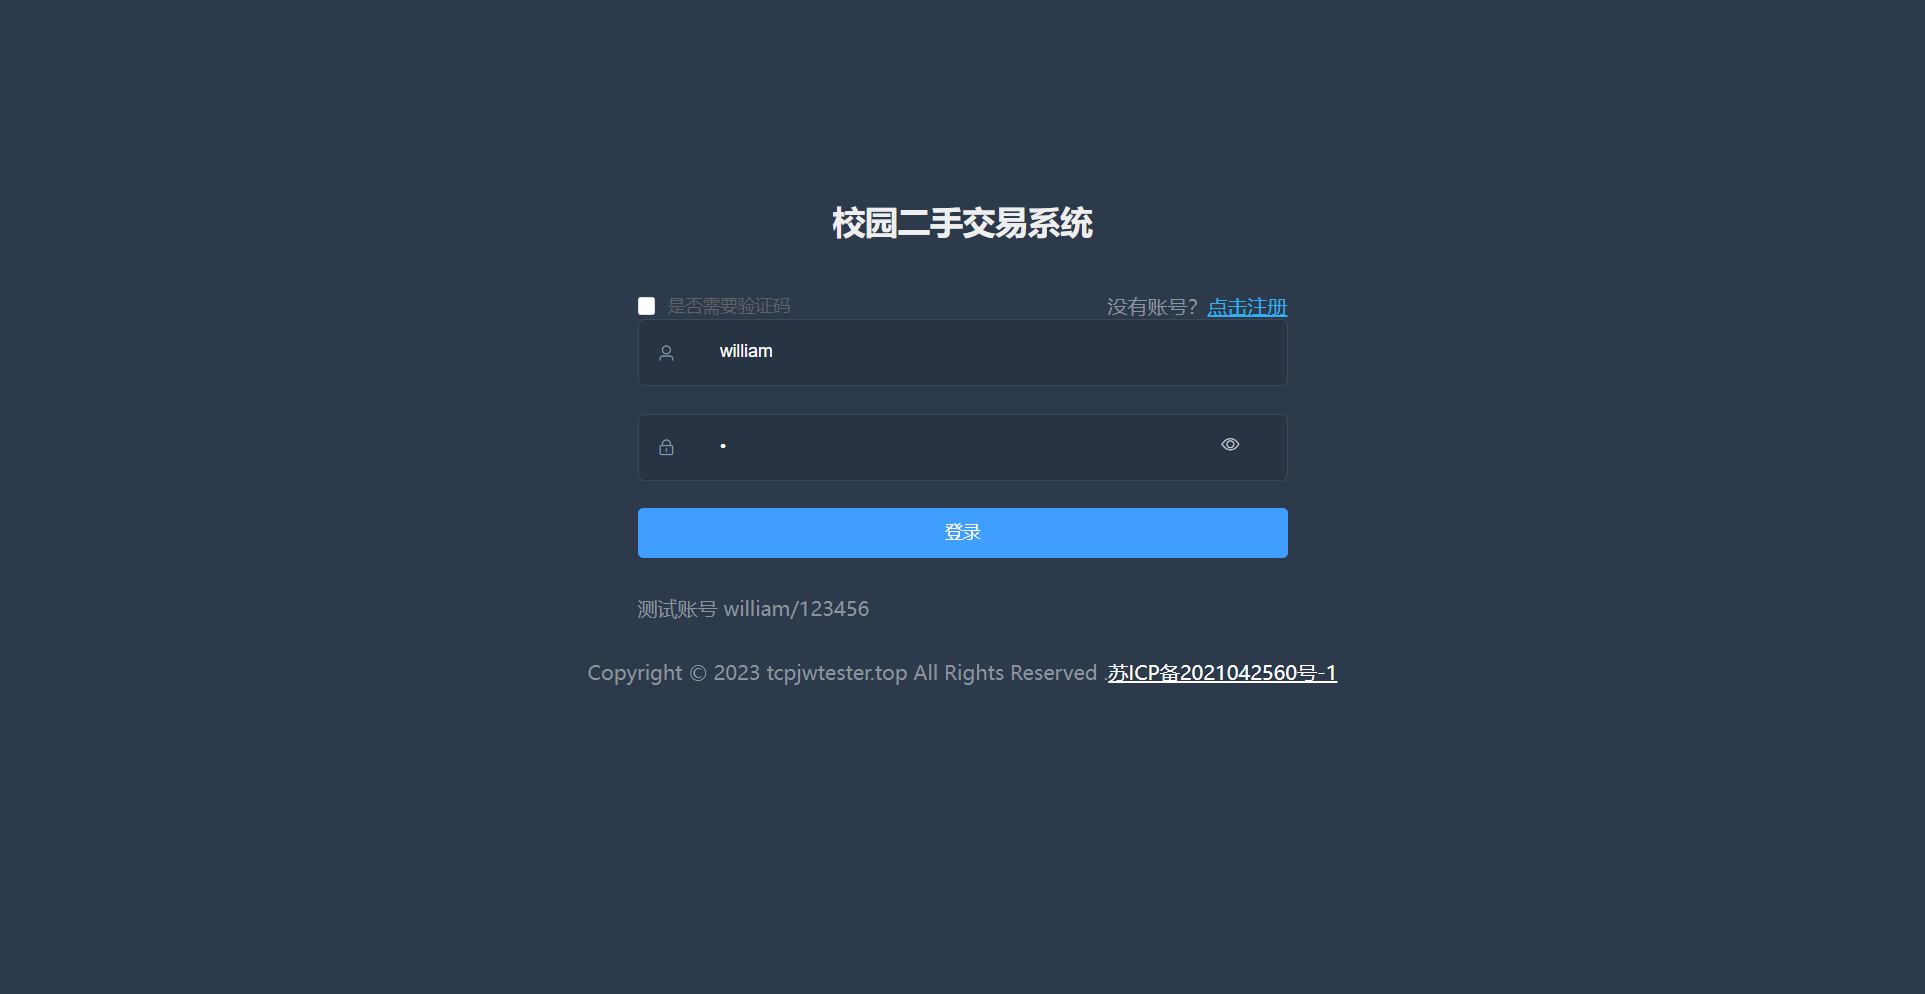 校园二手交易系统
是否需要验证码 没有账号？点击注册
william
•
登录
测试账号 william/123456
Copyright © 2023 tcpjwtester.top All Rights Reserved .苏ICP备2021042560号-1